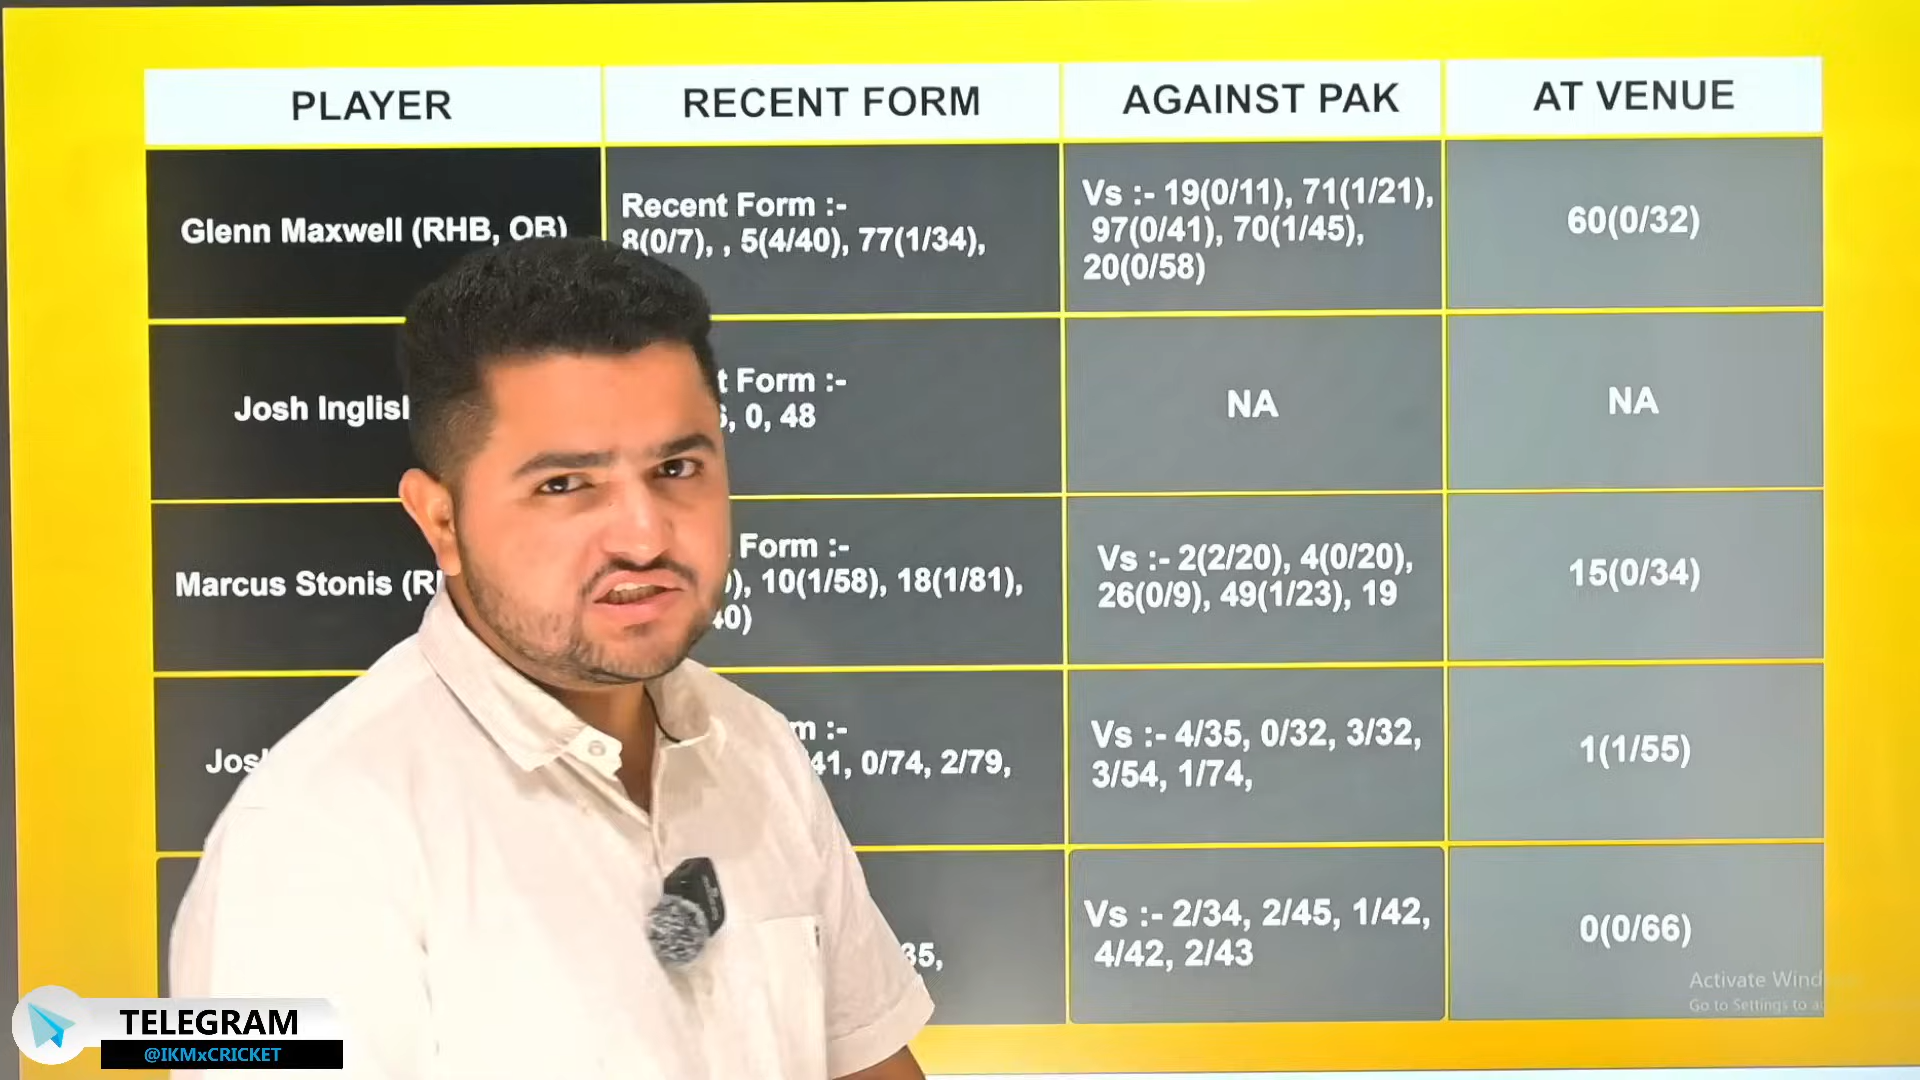 PLAYER RECENT FORM AGAINST PAK AT VENUE
Glenn Maxwell (RHB, OB)
Recent Form :-
8(0/7), , 5(4/40), 77(1/34),
Vs :- 19(0/11), 71(1/21),
97(0/41), 70(1/45),
20(0/58)
60(0/32)
Josh Inglis
t Form :-
, 0, 48
NA
NA
Marcus Stonis (R
Form :-
), 10(1/58), 18(1/81),
40)
Vs :- 2(2/20), 4(0/20),
26(0/9), 49(1/23), 19
15(0/34)
Jos
m :-
41, 0/74, 2/79,
Vs :- 4/35, 0/32, 3/32,
3/54, 1/74,
1(1/55)
35,
Vs :- 2/34, 2/45, 1/42,
4/42, 2/43
0(0/66)
Activate Wind
Go to Settings to a
TELEGRAM
@IKMxCRICKET